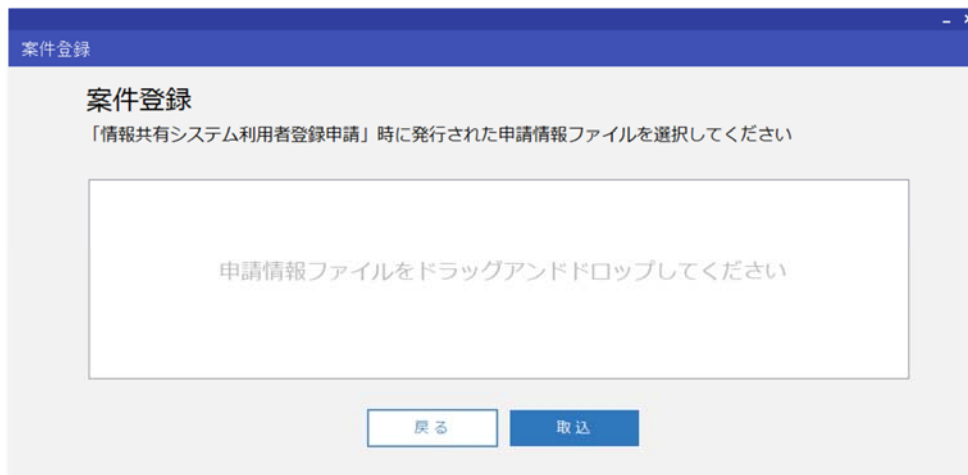 案件登録
案件登録
「情報共有システム利用者登録申請」時に発行された申請情報ファイルを選択してください
申請情報ファイルをドラッグアンドドロップしてください
戻る
取込